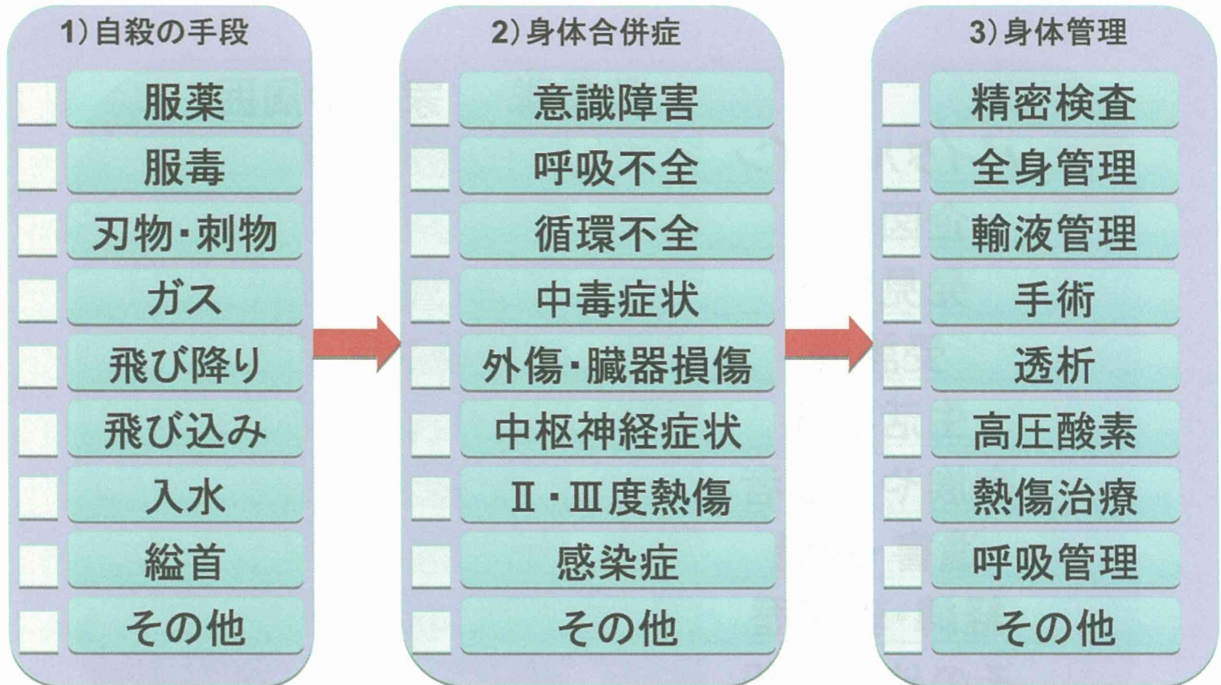 1)自殺の手段
服薬
服毒
刃物・刺物
ガス
飛び降り
飛び込み
入水
縊首
その他
2)身体合併症
意識障害
呼吸不全
循環不全
中毒症状
外傷・臓器損傷
中枢神経症状
Ⅱ・Ⅲ度熱傷
感染症
その他
3)身体管理
精密検査
全身管理
輸液管理
手術
透析
高圧酸素
熱傷治療
呼吸管理
その他